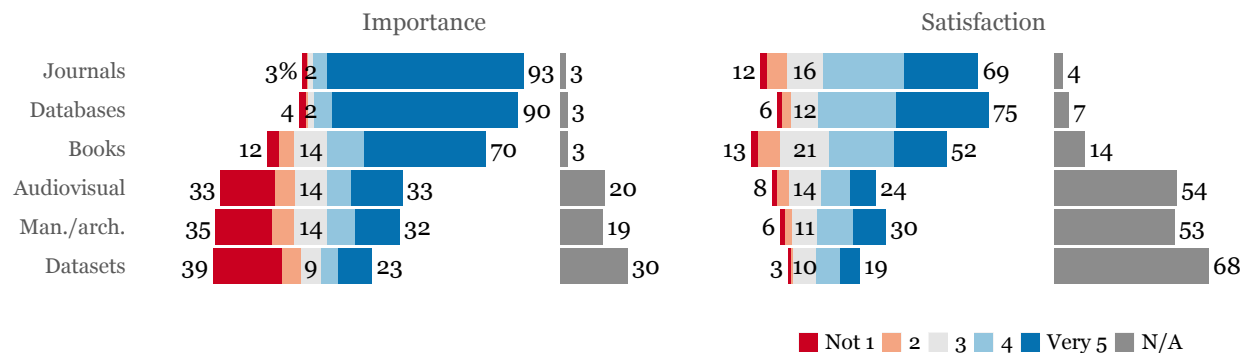 Importance Satisfaction
Journals 3% 2 93 3 12 16 69 4
Databases 4 2 90 3 6 12 75 7
Books 12 14 70 3 13 21 52 14
Audiovisual 33 14 33 20 8 14 24 54
Man./arch. 35 14 32 19 6 11 30 53
Datasets 39 9 23 30 3 10 19 68
Not 1 2 3 4 Very 5 N/A